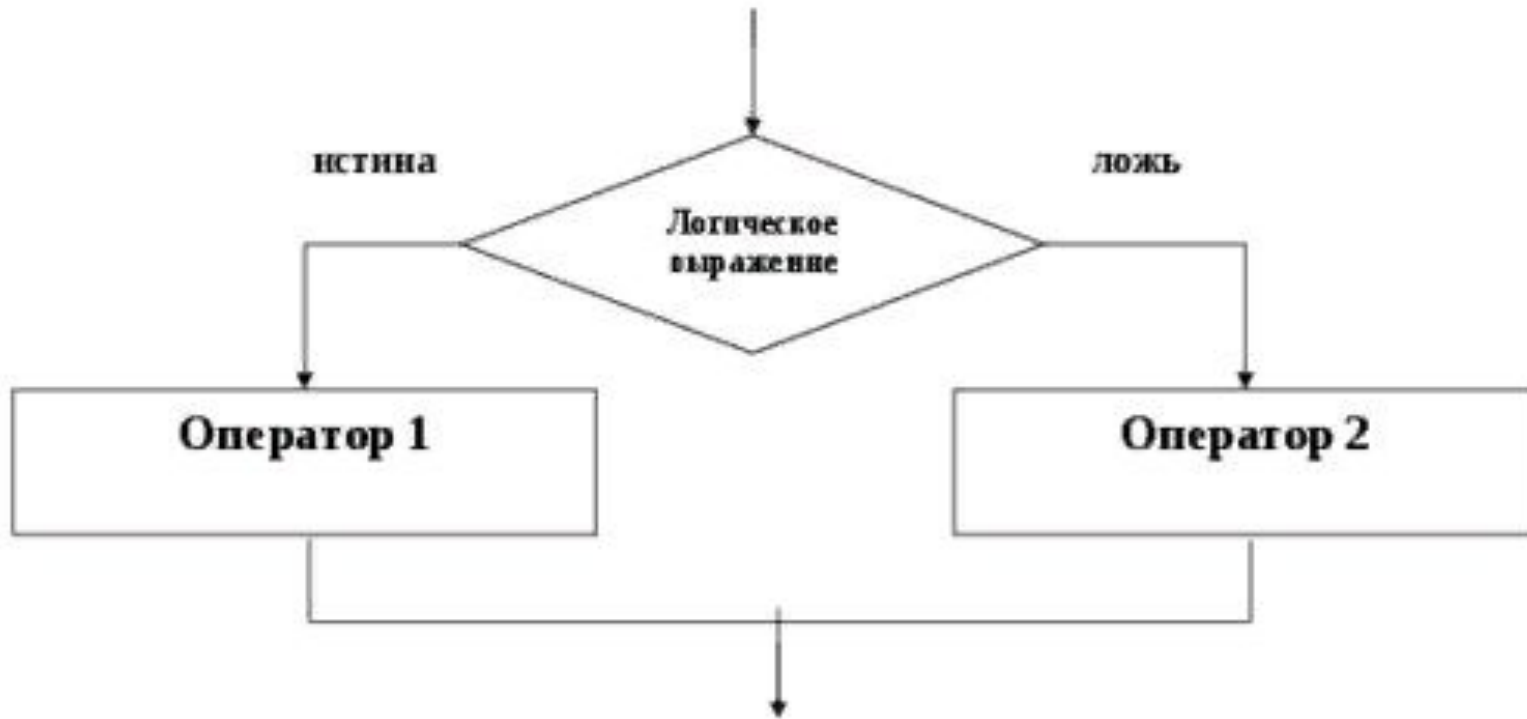 истина
ложь
Логическое
выражение
Оператор 1
Оператор 2